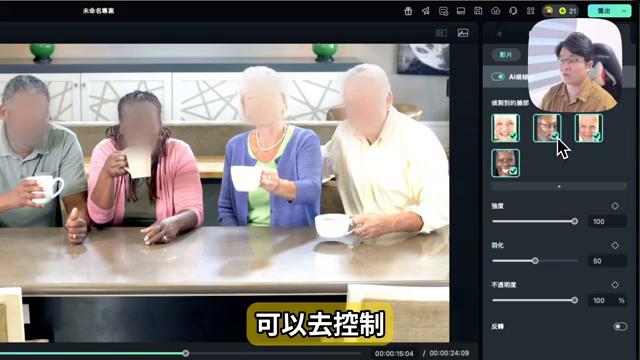 未命名專案
21
匯出
影片
AI模糊
偵測到的臉部
強度
100
羽化
50
不透明度
100 %
反轉
可以去控制
00:00:15:04 / 00:00:24:09